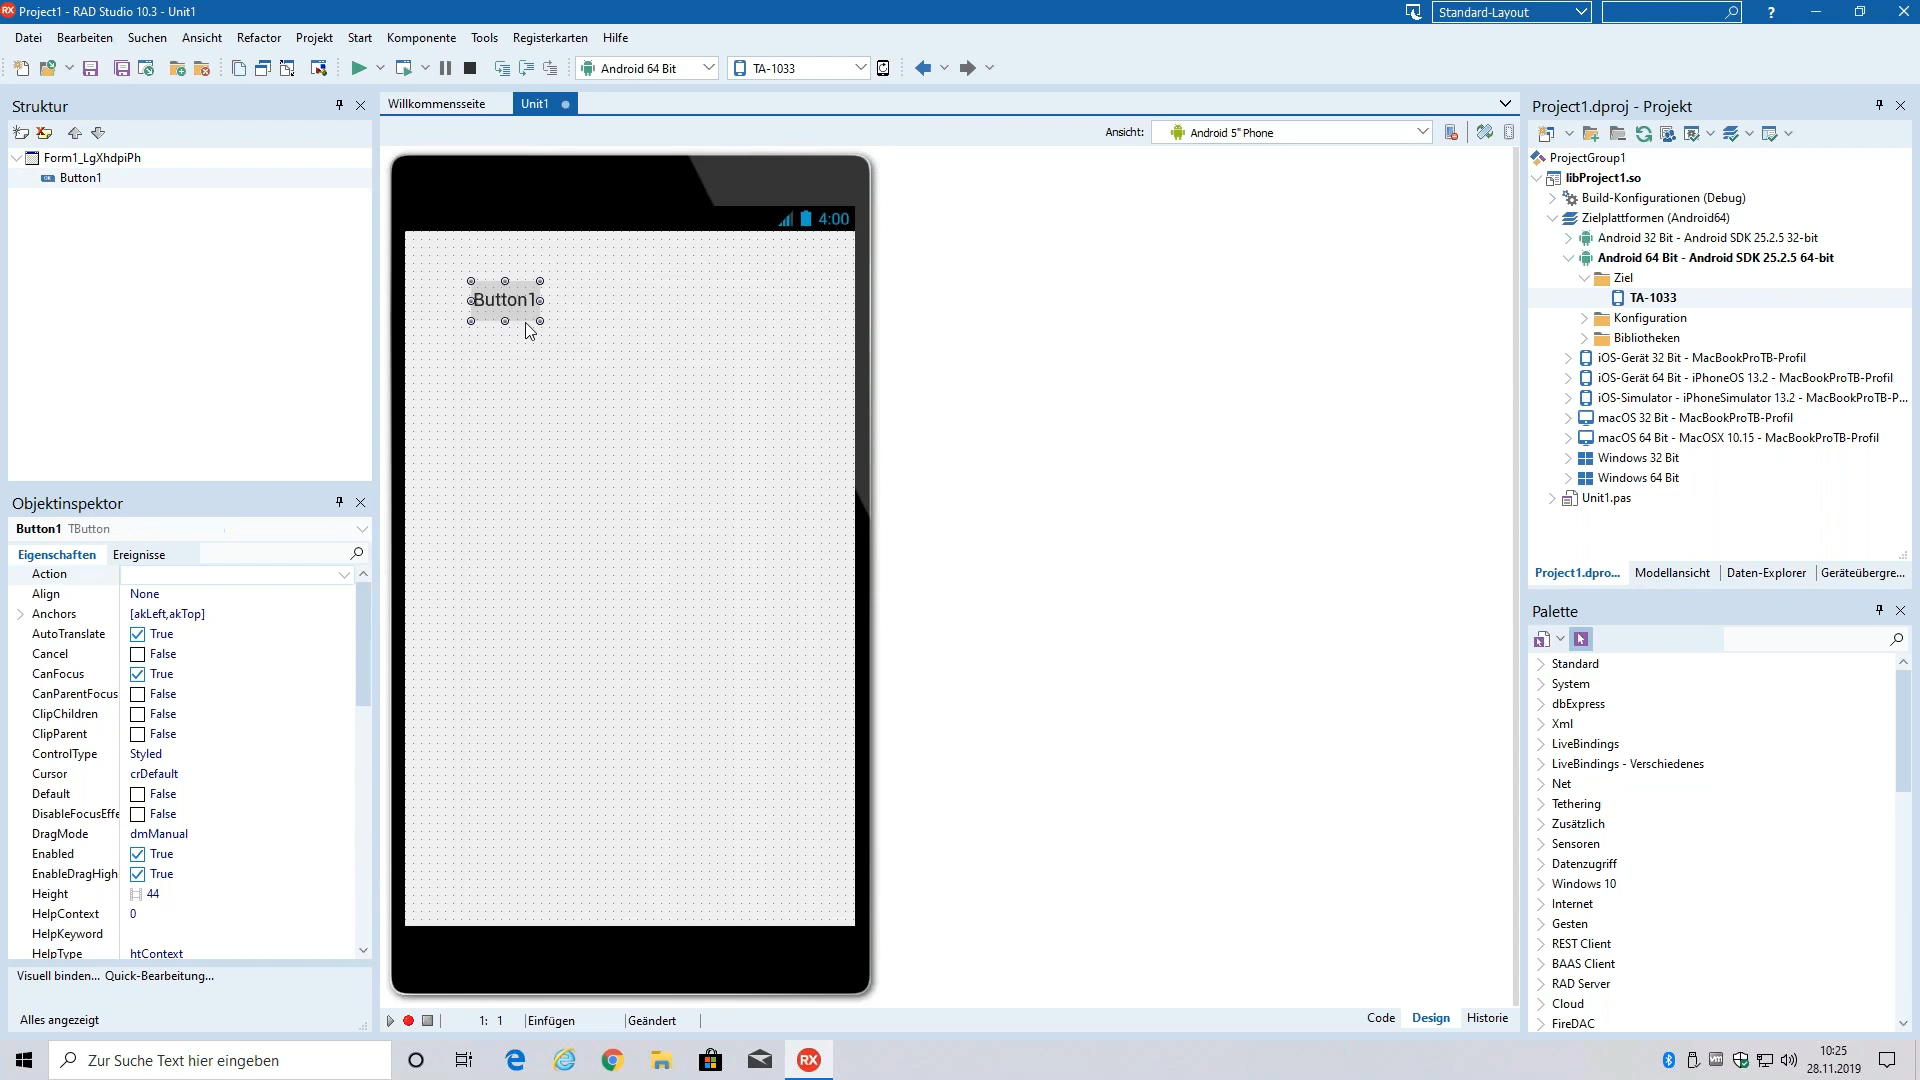 Project1 - RAD Studio 10.3 - Unit1
Standard-Layout
Datei Bearbeiten Suchen Ansicht Refactor Projekt Start Komponente Tools Registerkarten Hilfe
Android 64 Bit
TA-1033
Struktur
Form1_LgXhdpiPh
Button1
Willkommensseite
Unit1
Ansicht:
Android 5" Phone
4:00
Button1
Objektinspektor
Button1 TButton
Eigenschaften Ereignisse
Action
Align None
Anchors [akLeft,akTop]
AutoTranslate True
Cancel False
CanFocus True
CanParentFocus False
ClipChildren False
ClipParent False
ControlType Styled
Cursor crDefault
Default False
DisableFocusEffe False
DragMode dmManual
Enabled True
EnableDragHigh True
Height 44
HelpContext 0
HelpKeyword
HelpType htContext
Visuell binden... Quick-Bearbeitung...
Alles angezeigt
1: 1 Einfügen Geändert
Code Design Historie
Project1.dproj - Projekt
ProjectGroup1
libProject1.so
Build-Konfigurationen (Debug)
Zielplattformen (Android64)
Android 32 Bit - Android SDK 25.2.5 32-bit
Android 64 Bit - Android SDK 25.2.5 64-bit
Ziel
TA-1033
Konfiguration
Bibliotheken
iOS-Gerät 32 Bit - MacBookProTB-Profil
iOS-Gerät 64 Bit - iPhoneOS 13.2 - MacBookProTB-Profil
iOS-Simulator - iPhoneSimulator 13.2 - MacBookProTB-P...
macOS 32 Bit - MacBookProTB-Profil
macOS 64 Bit - MacOSX 10.15 - MacBookProTB-Profil
Windows 32 Bit
Windows 64 Bit
Unit1.pas
Project1.dpro... Modellansicht Daten-Explorer Geräteübergre...
Palette
Standard
System
dbExpress
Xml
LiveBindings
LiveBindings - Verschiedenes
Net
Tethering
Zusätzlich
Sensoren
Datenzugriff
Windows 10
Internet
Gesten
REST Client
BAAS Client
RAD Server
Cloud
FireDAC
Zur Suche Text hier eingeben
RX
10:25
28.11.2019